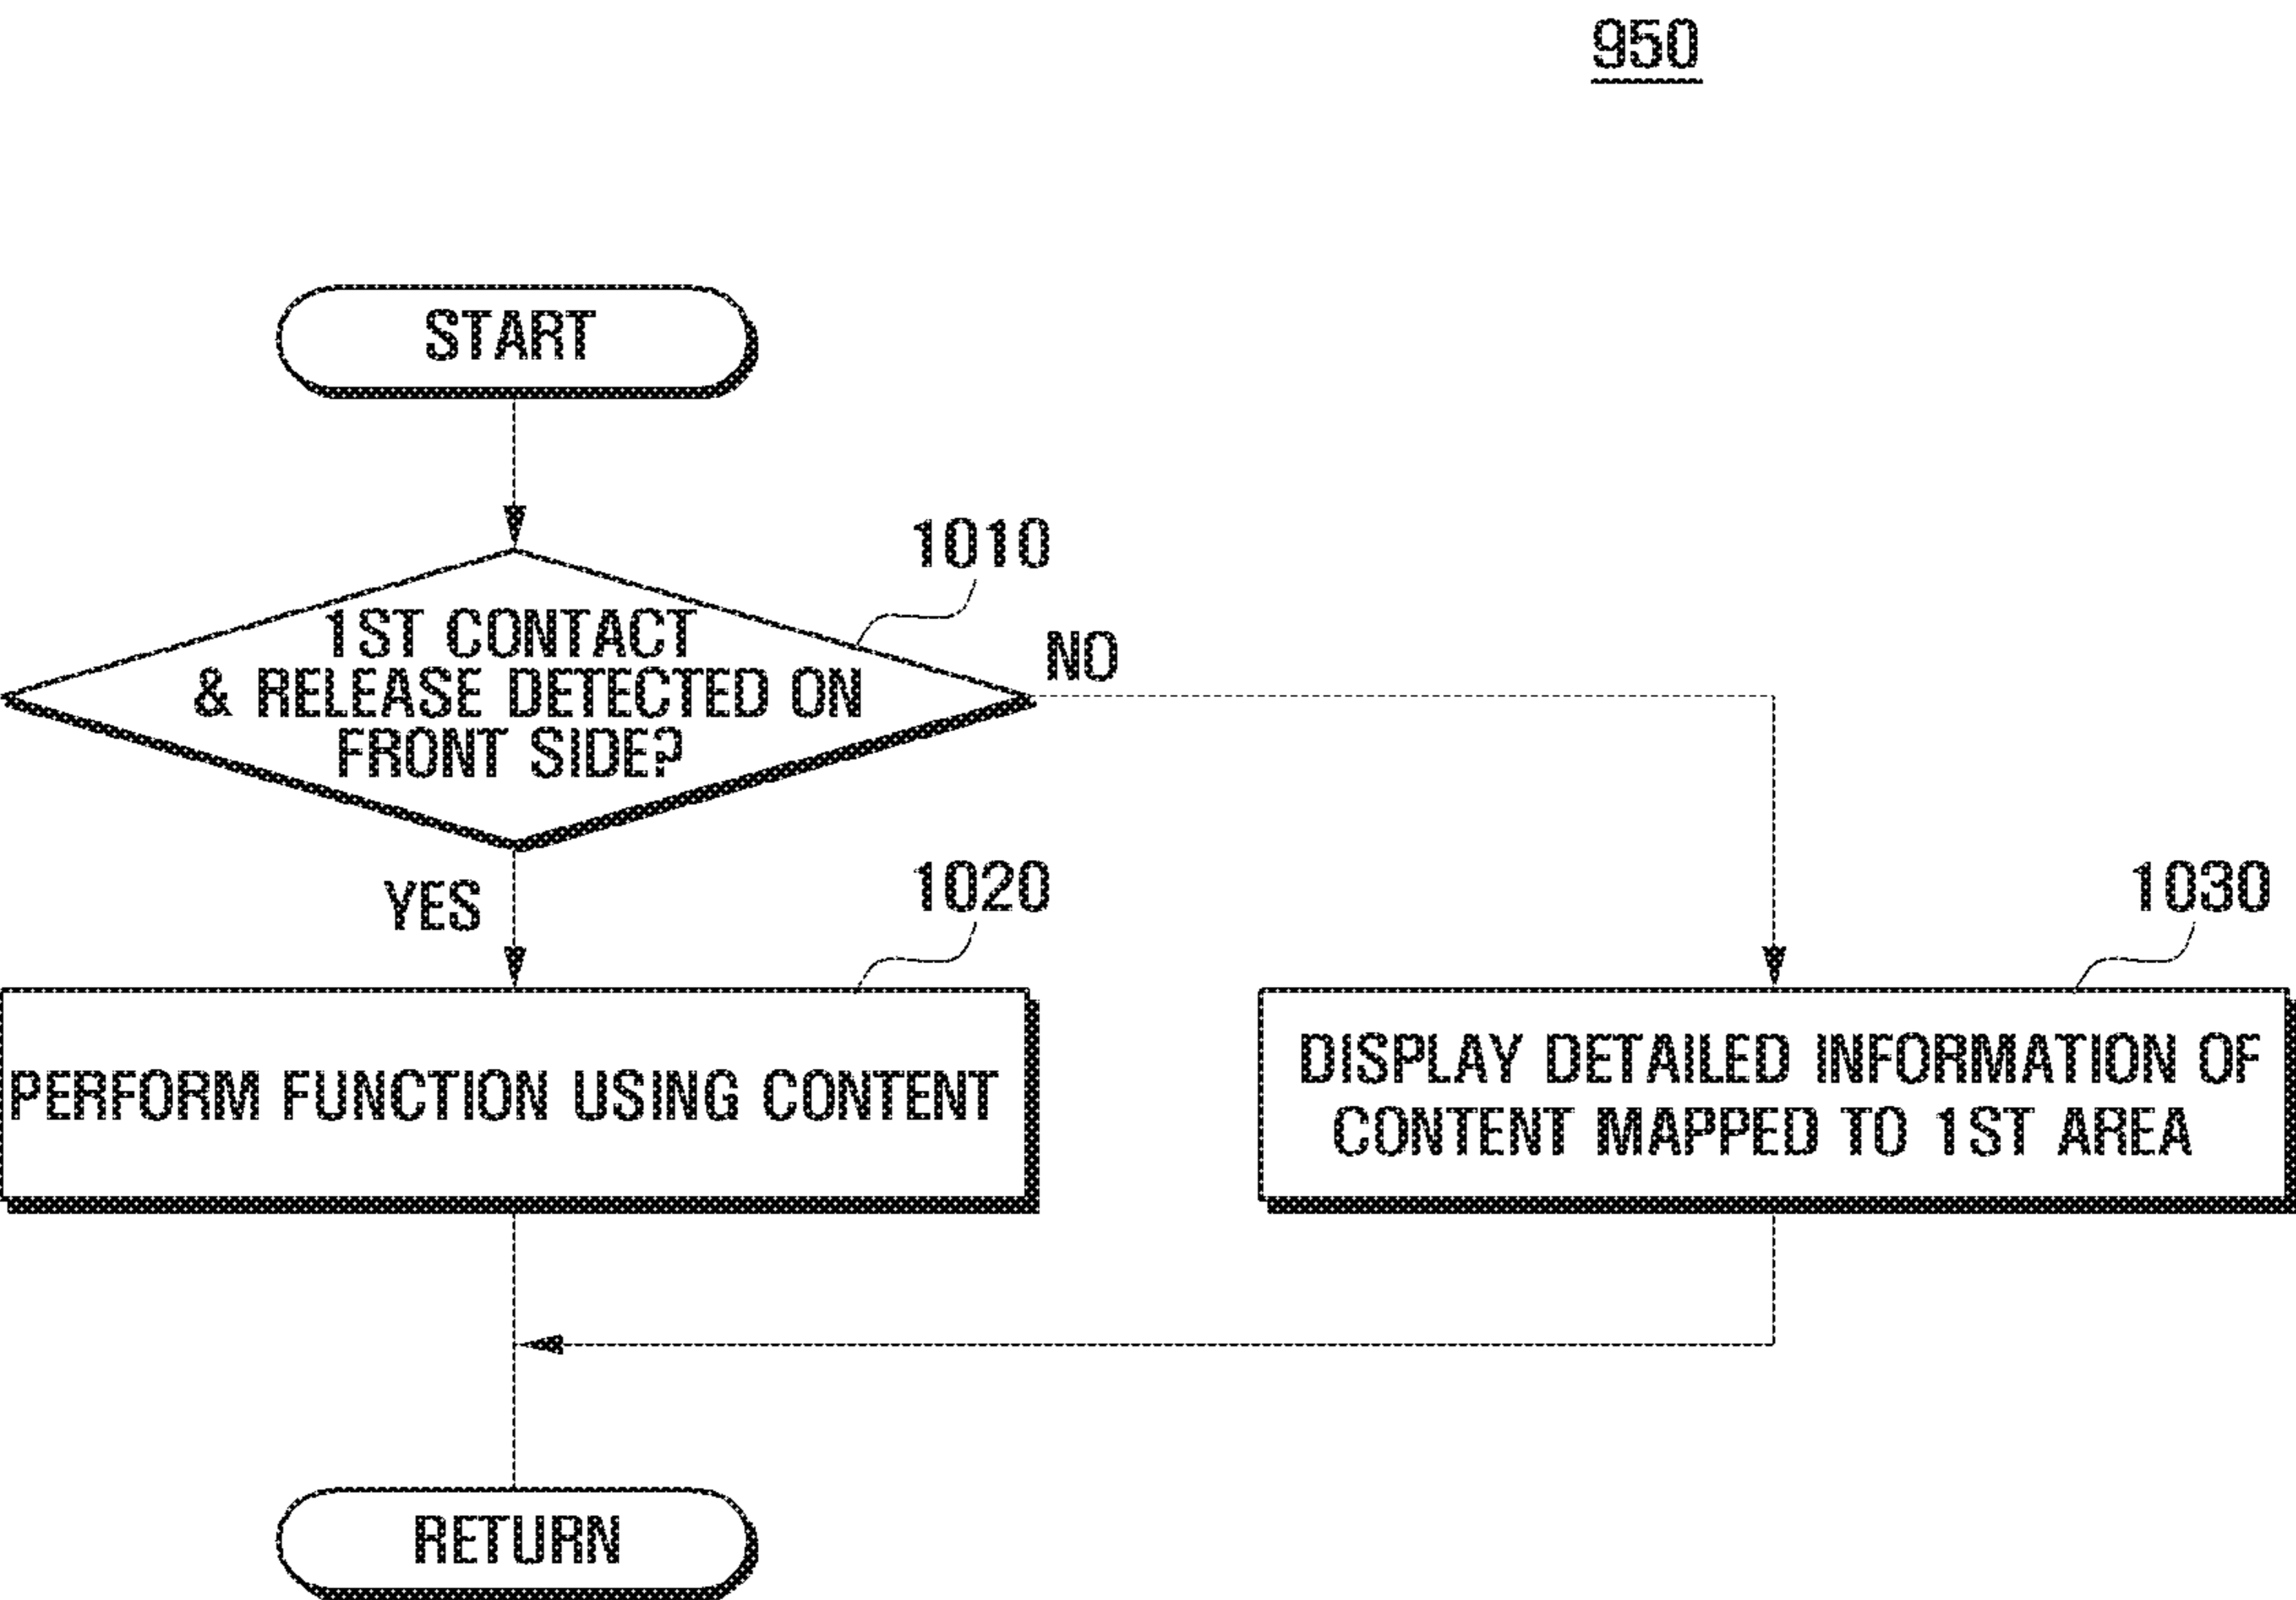 950
START
1010
1ST CONTACT
& RELEASE DETECTED ON
FRONT SIDE?
NO
YES
1020
1030
PERFORM FUNCTION USING CONTENT
DISPLAY DETAILED INFORMATION OF
CONTENT MAPPED TO 1ST AREA
RETURN